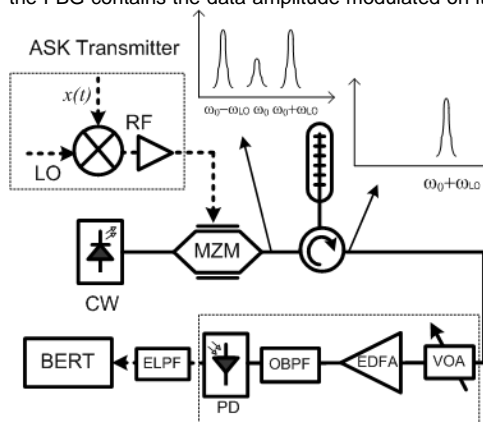 the FBG contains the data amplitude modulated on it
ASK Transmitter
x(t)
RF
LO
ω₀−ωLO ω₀ ω₀+ωLO
ω₀+ωLO
MZM
CW
BERT
ELPF
PD
OBPF
EDFA
VOA